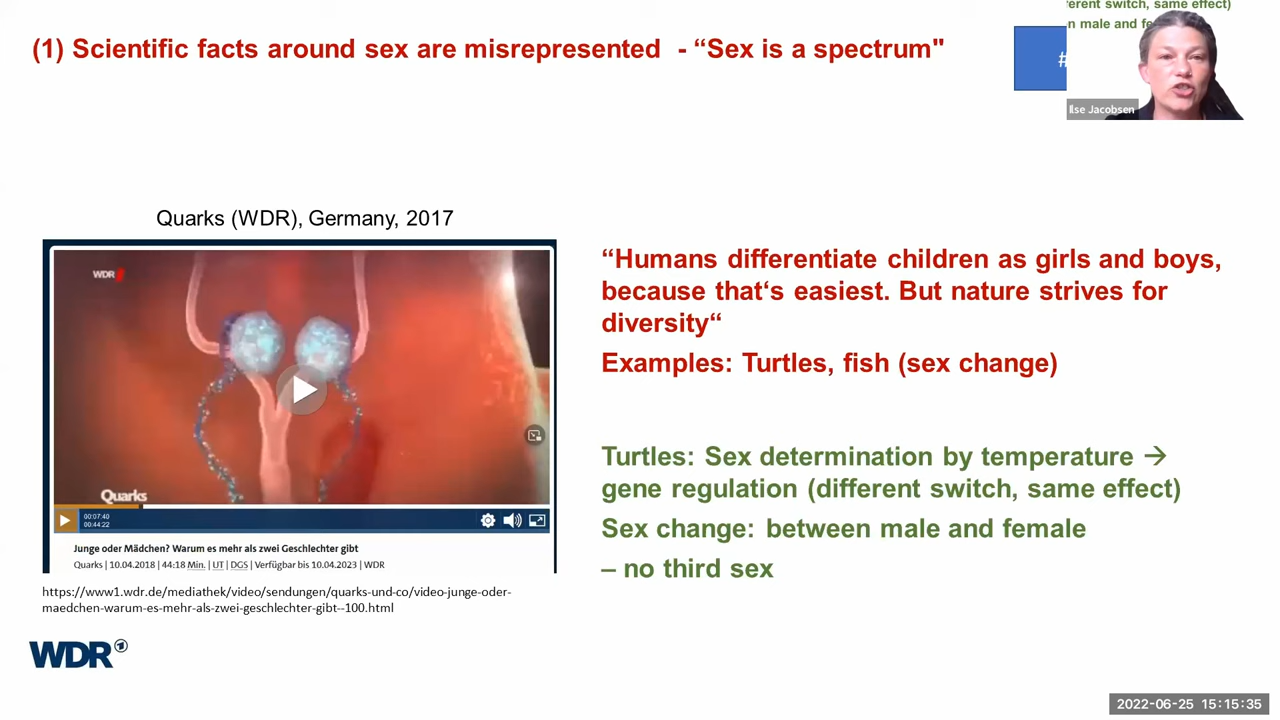 erent switch, same effect)
(1) Scientific facts around sex are misrepresented - “Sex is a spectrum"
n male and fe
#
Ilse Jacobsen
Quarks (WDR), Germany, 2017
WDR
Quarks
00:07:40
00:44:22
Junge oder Mädchen? Warum es mehr als zwei Geschlechter gibt
Quarks | 10.04.2018 | 44:18 Min. | UT | DGS | Verfügbar bis 10.04.2023 | WDR
https://www1.wdr.de/mediathek/video/sendungen/quarks-und-co/video-junge-oder-
maedchen-warum-es-mehr-als-zwei-geschlechter-gibt--100.html
WDR
“Humans differentiate children as girls and boys,
because that‘s easiest. But nature strives for
diversity“
Examples: Turtles, fish (sex change)
Turtles: Sex determination by temperature →
gene regulation (different switch, same effect)
Sex change: between male and female
– no third sex
2022-06-25 15:15:35